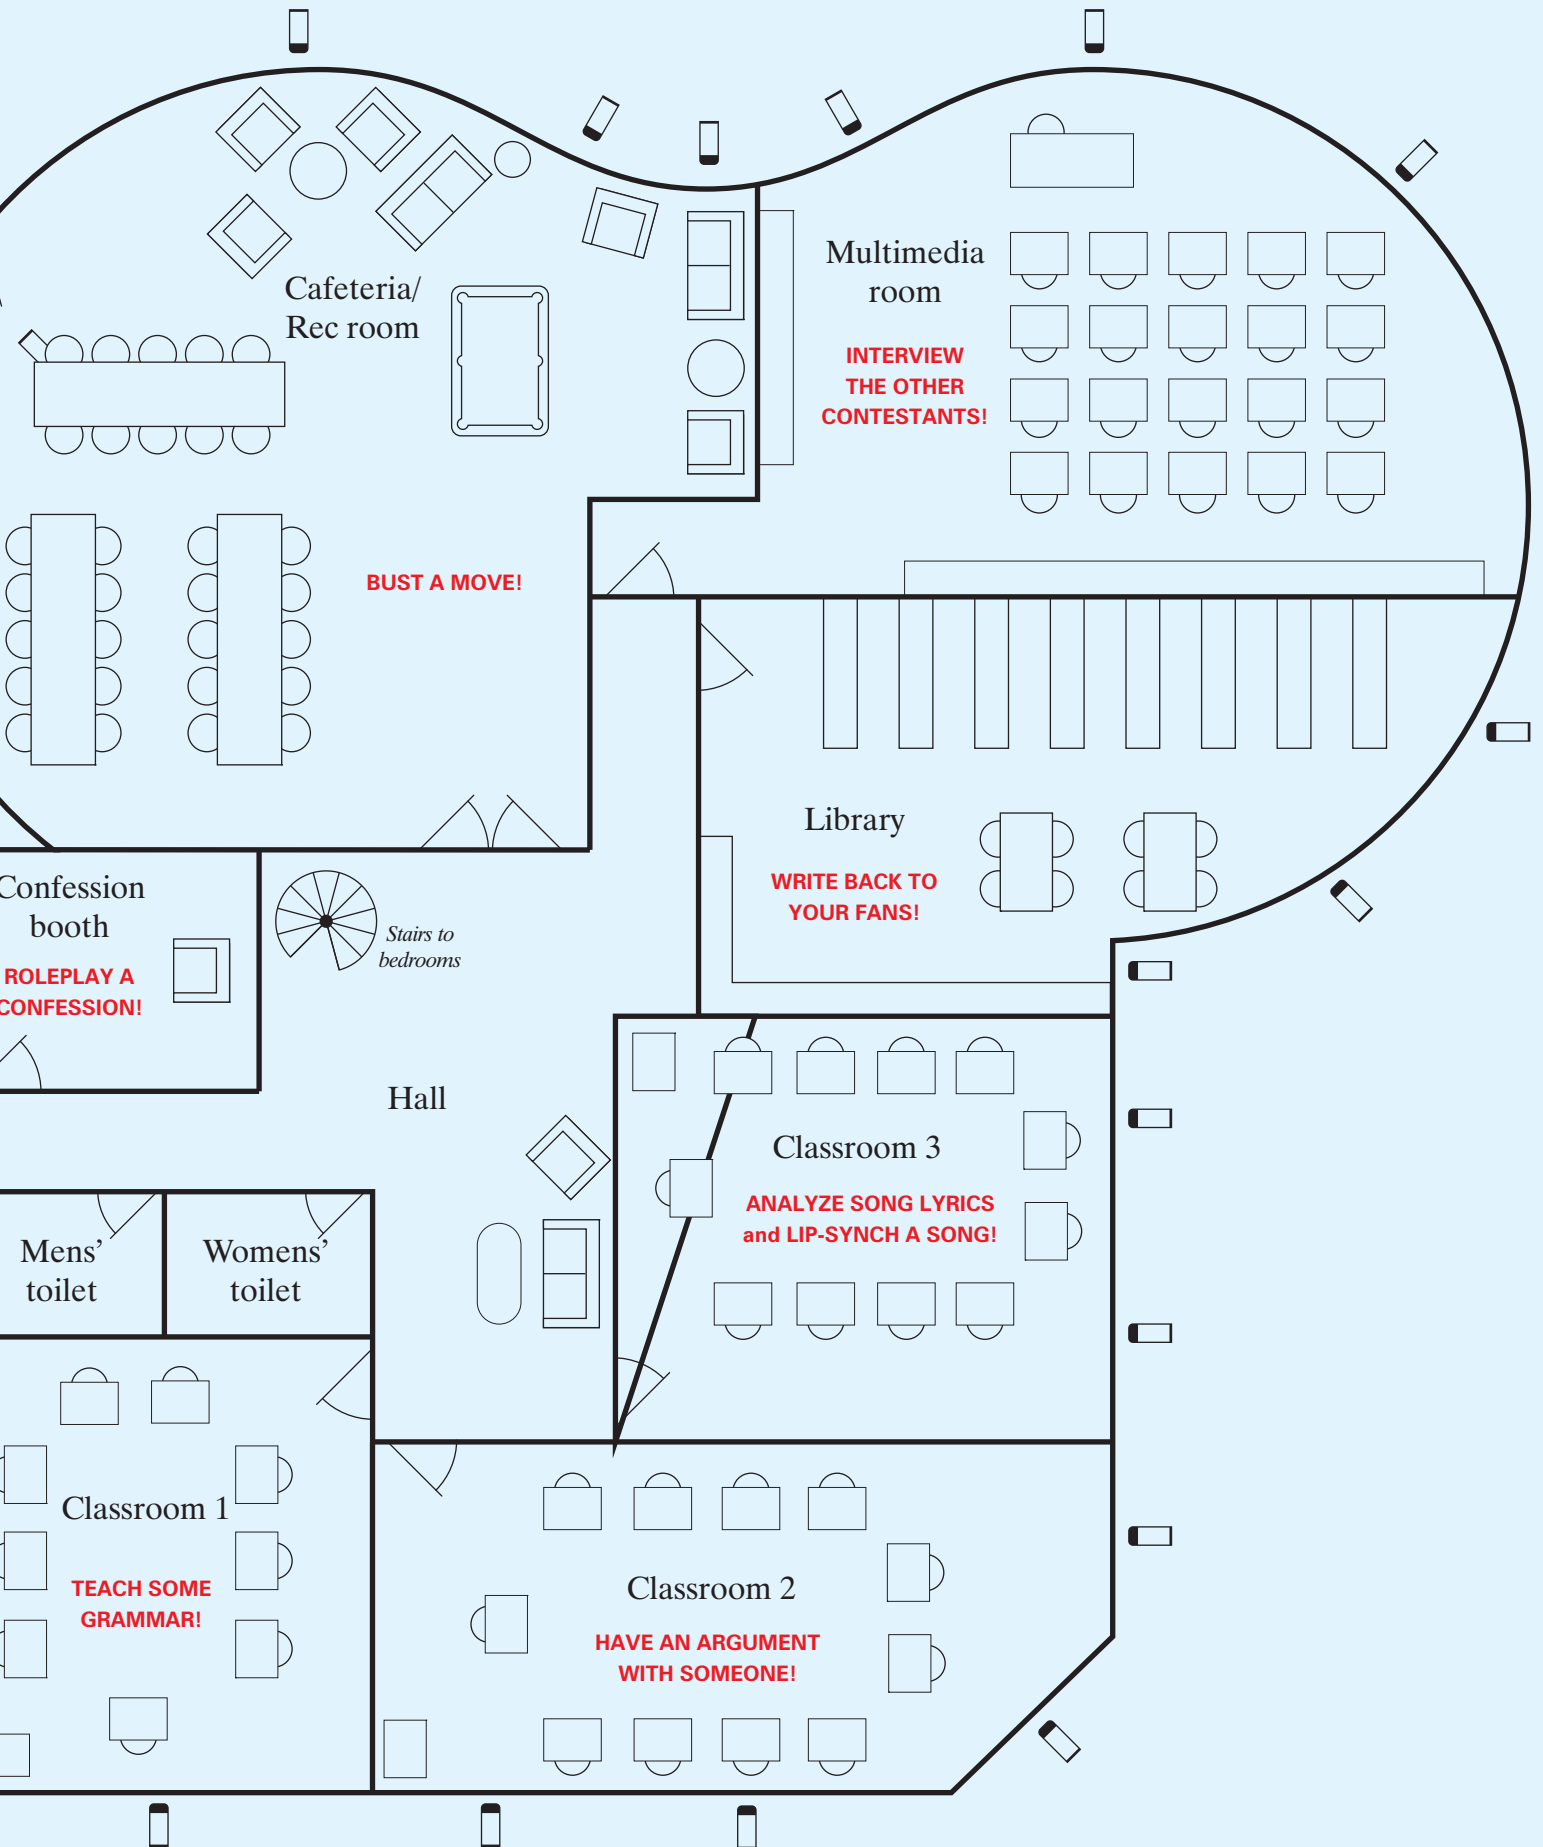 Cafeteria/
Rec room
Multimedia
room
INTERVIEW
THE OTHER
CONTESTANTS!
BUST A MOVE!
Library
WRITE BACK TO
YOUR FANS!
Confession
booth
ROLEPLAY A
CONFESSION!
Stairs to
bedrooms
Hall
Classroom 3
ANALYZE SONG LYRICS
and LIP-SYNCH A SONG!
Mens’
toilet
Womens’
toilet
Classroom 1
TEACH SOME
GRAMMAR!
Classroom 2
HAVE AN ARGUMENT
WITH SOMEONE!